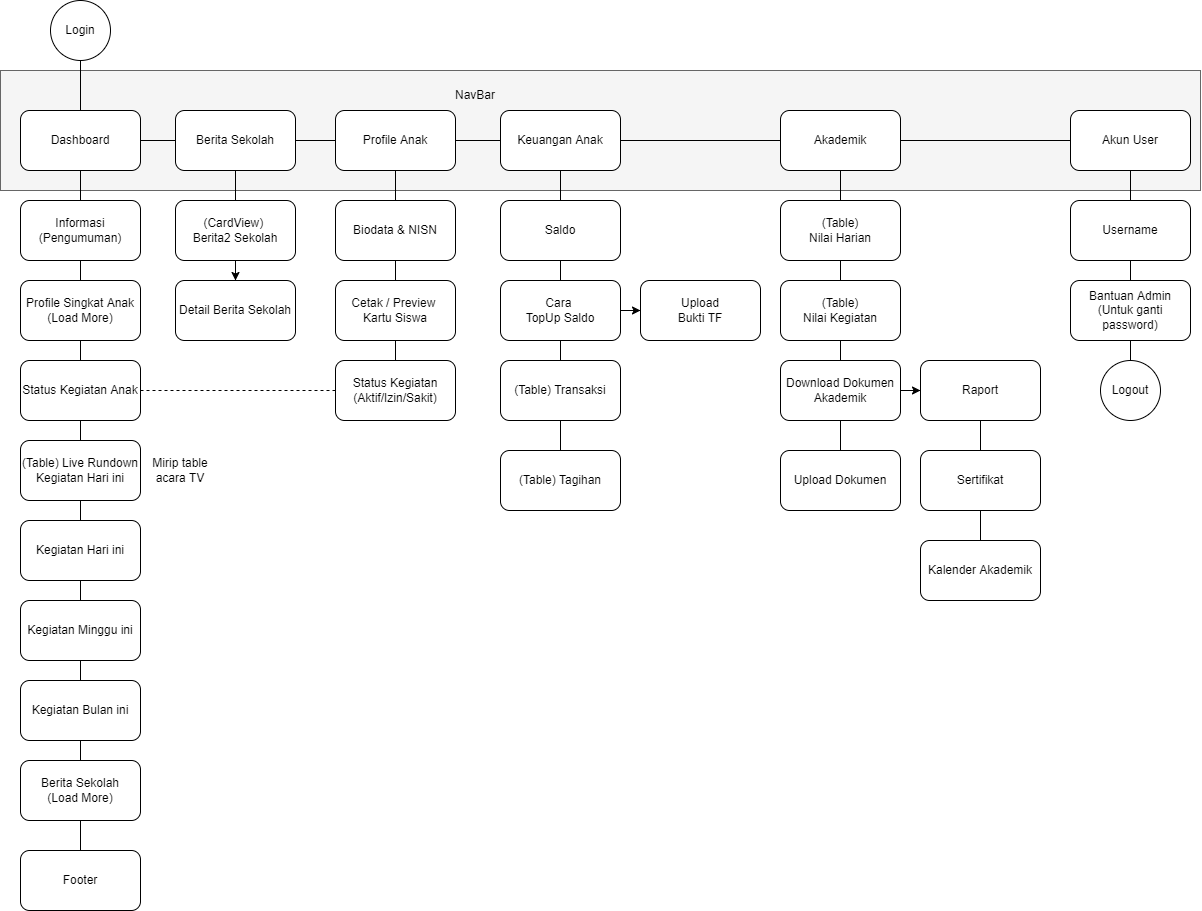 Login
NavBar
Dashboard
Berita Sekolah
Profile Anak
Keuangan Anak
Akademik
Akun User
Informasi
(Pengumuman)
Profile Singkat Anak
(Load More)
Status Kegiatan Anak
(Table) Live Rundown
Kegiatan Hari ini
Mirip table
acara TV
Kegiatan Hari ini
Kegiatan Minggu ini
Kegiatan Bulan ini
Berita Sekolah
(Load More)
Footer
(CardView)
Berita2 Sekolah
Detail Berita Sekolah
Biodata & NISN
Cetak / Preview
Kartu Siswa
Status Kegiatan
(Aktif/Izin/Sakit)
Saldo
Cara
TopUp Saldo
Upload
Bukti TF
(Table) Transaksi
(Table) Tagihan
(Table)
Nilai Harian
(Table)
Nilai Kegiatan
Download Dokumen
Akademik
Upload Dokumen
Raport
Sertifikat
Kalender Akademik
Username
Bantuan Admin
(Untuk ganti
password)
Logout